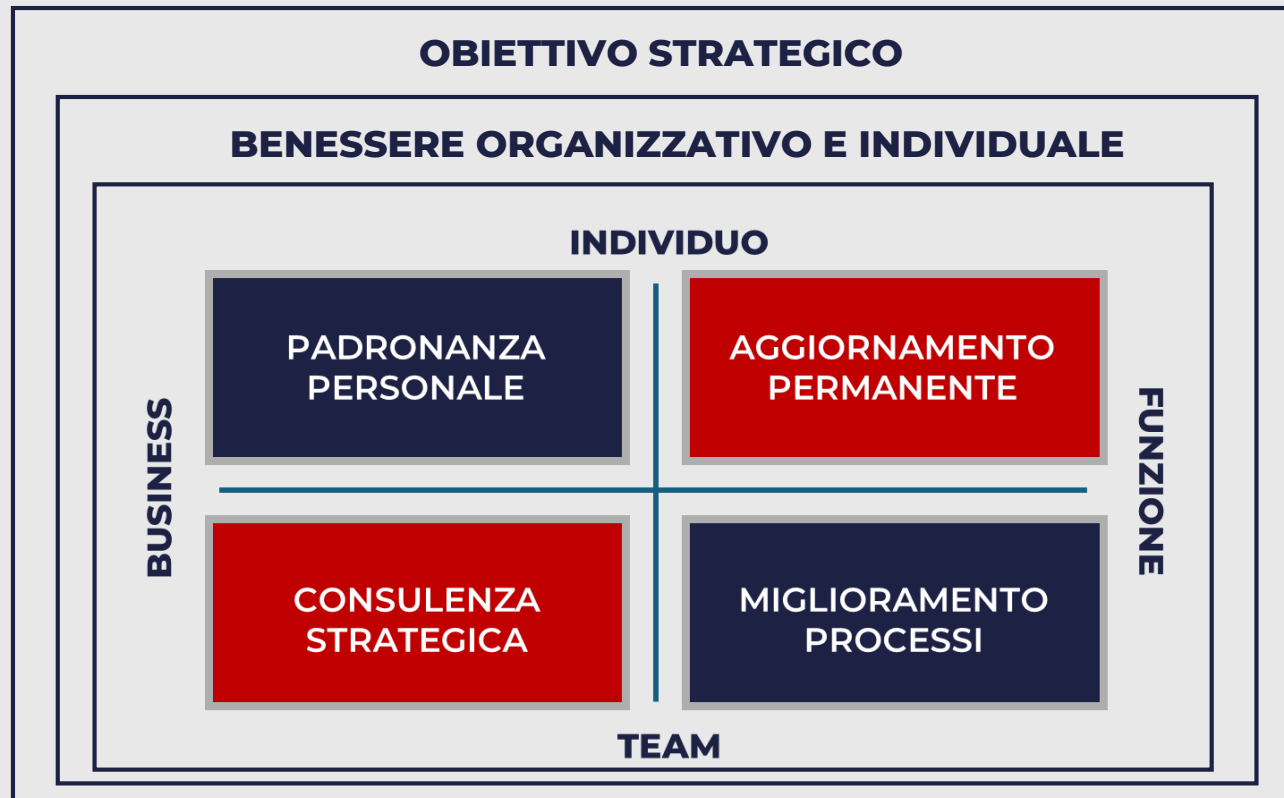 OBIETTIVO STRATEGICO
BENESSERE ORGANIZZATIVO E INDIVIDUALE
INDIVIDUO
PADRONANZA
PERSONALE
AGGIORNAMENTO
PERMANENTE
BUSINESS
FUNZIONE
CONSULENZA
STRATEGICA
MIGLIORAMENTO
PROCESSI
TEAM